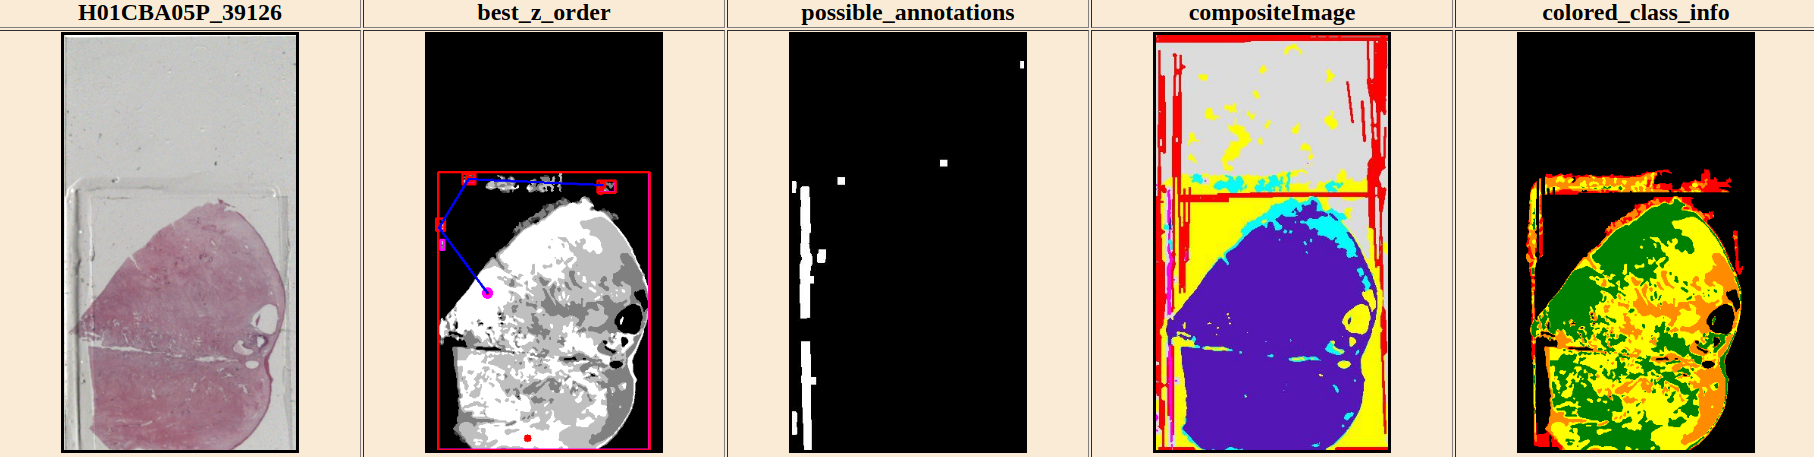 H01CBA05P_39126
best_z_order
possible_annotations
compositeImage
colored_class_info